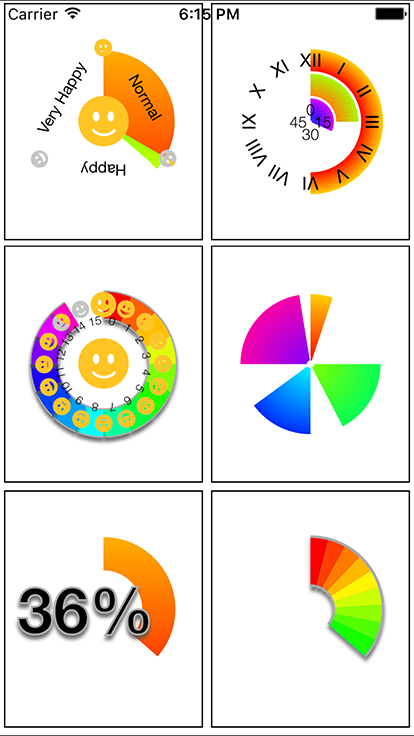 Carrier 6:15 PM
Very Happy
Normal
Happy
XII
I
II
III
IV
V
VI
VII
VIII
IX
X
XI
0
15
30
45
0
1
2
3
4
5
6
7
8
9
10
11
12
13
14
15
36%